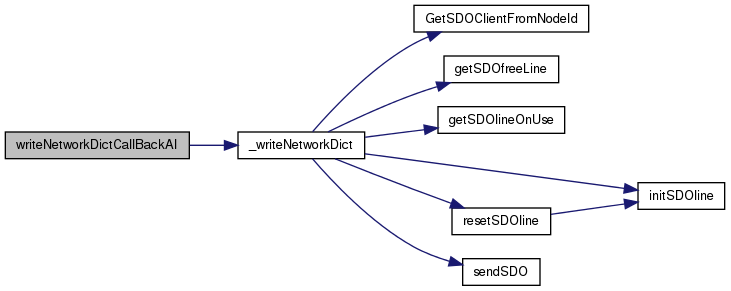 GetSDOClientFromNodeId
getSDOfreeLine
getSDOlineOnUse
writeNetworkDictCallBackAI
_writeNetworkDict
initSDOline
resetSDOline
sendSDO